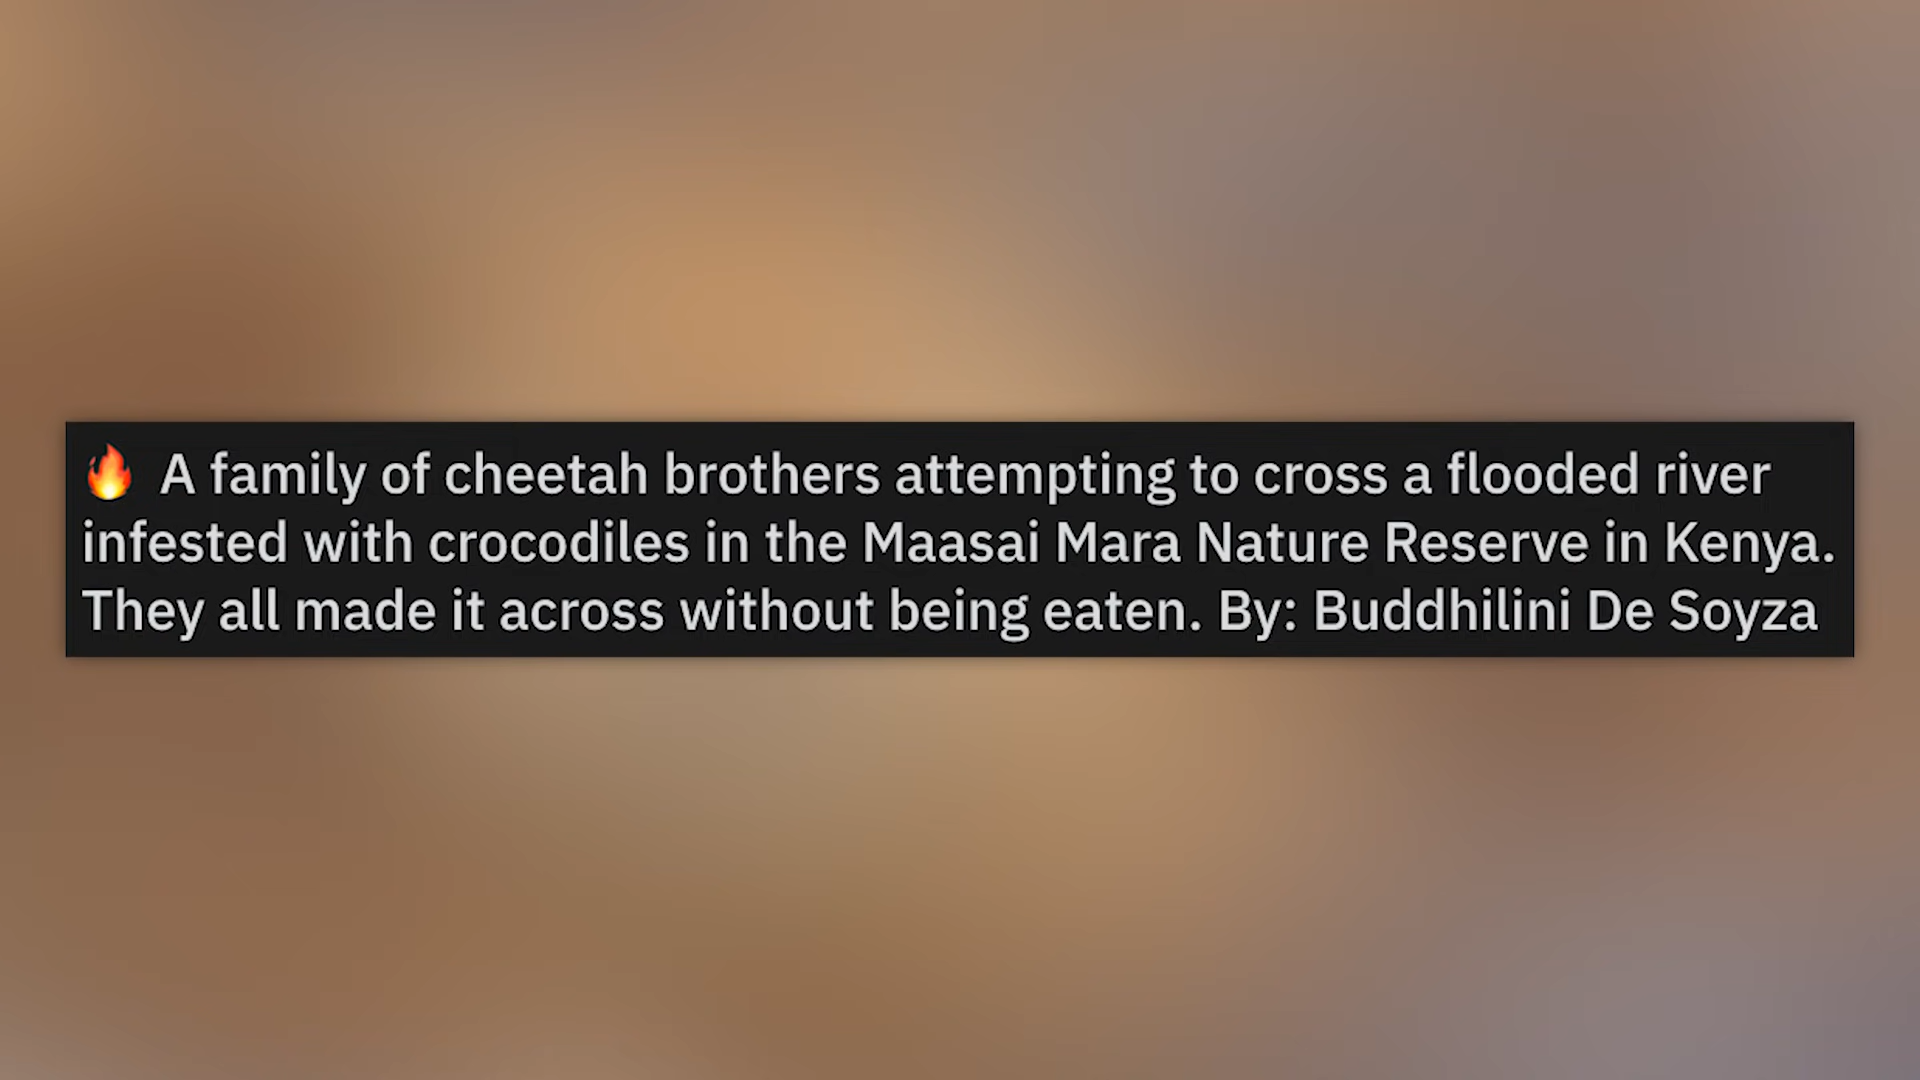 🔥 A family of cheetah brothers attempting to cross a flooded river
infested with crocodiles in the Maasai Mara Nature Reserve in Kenya.
They all made it across without being eaten. By: Buddhilini De Soyza